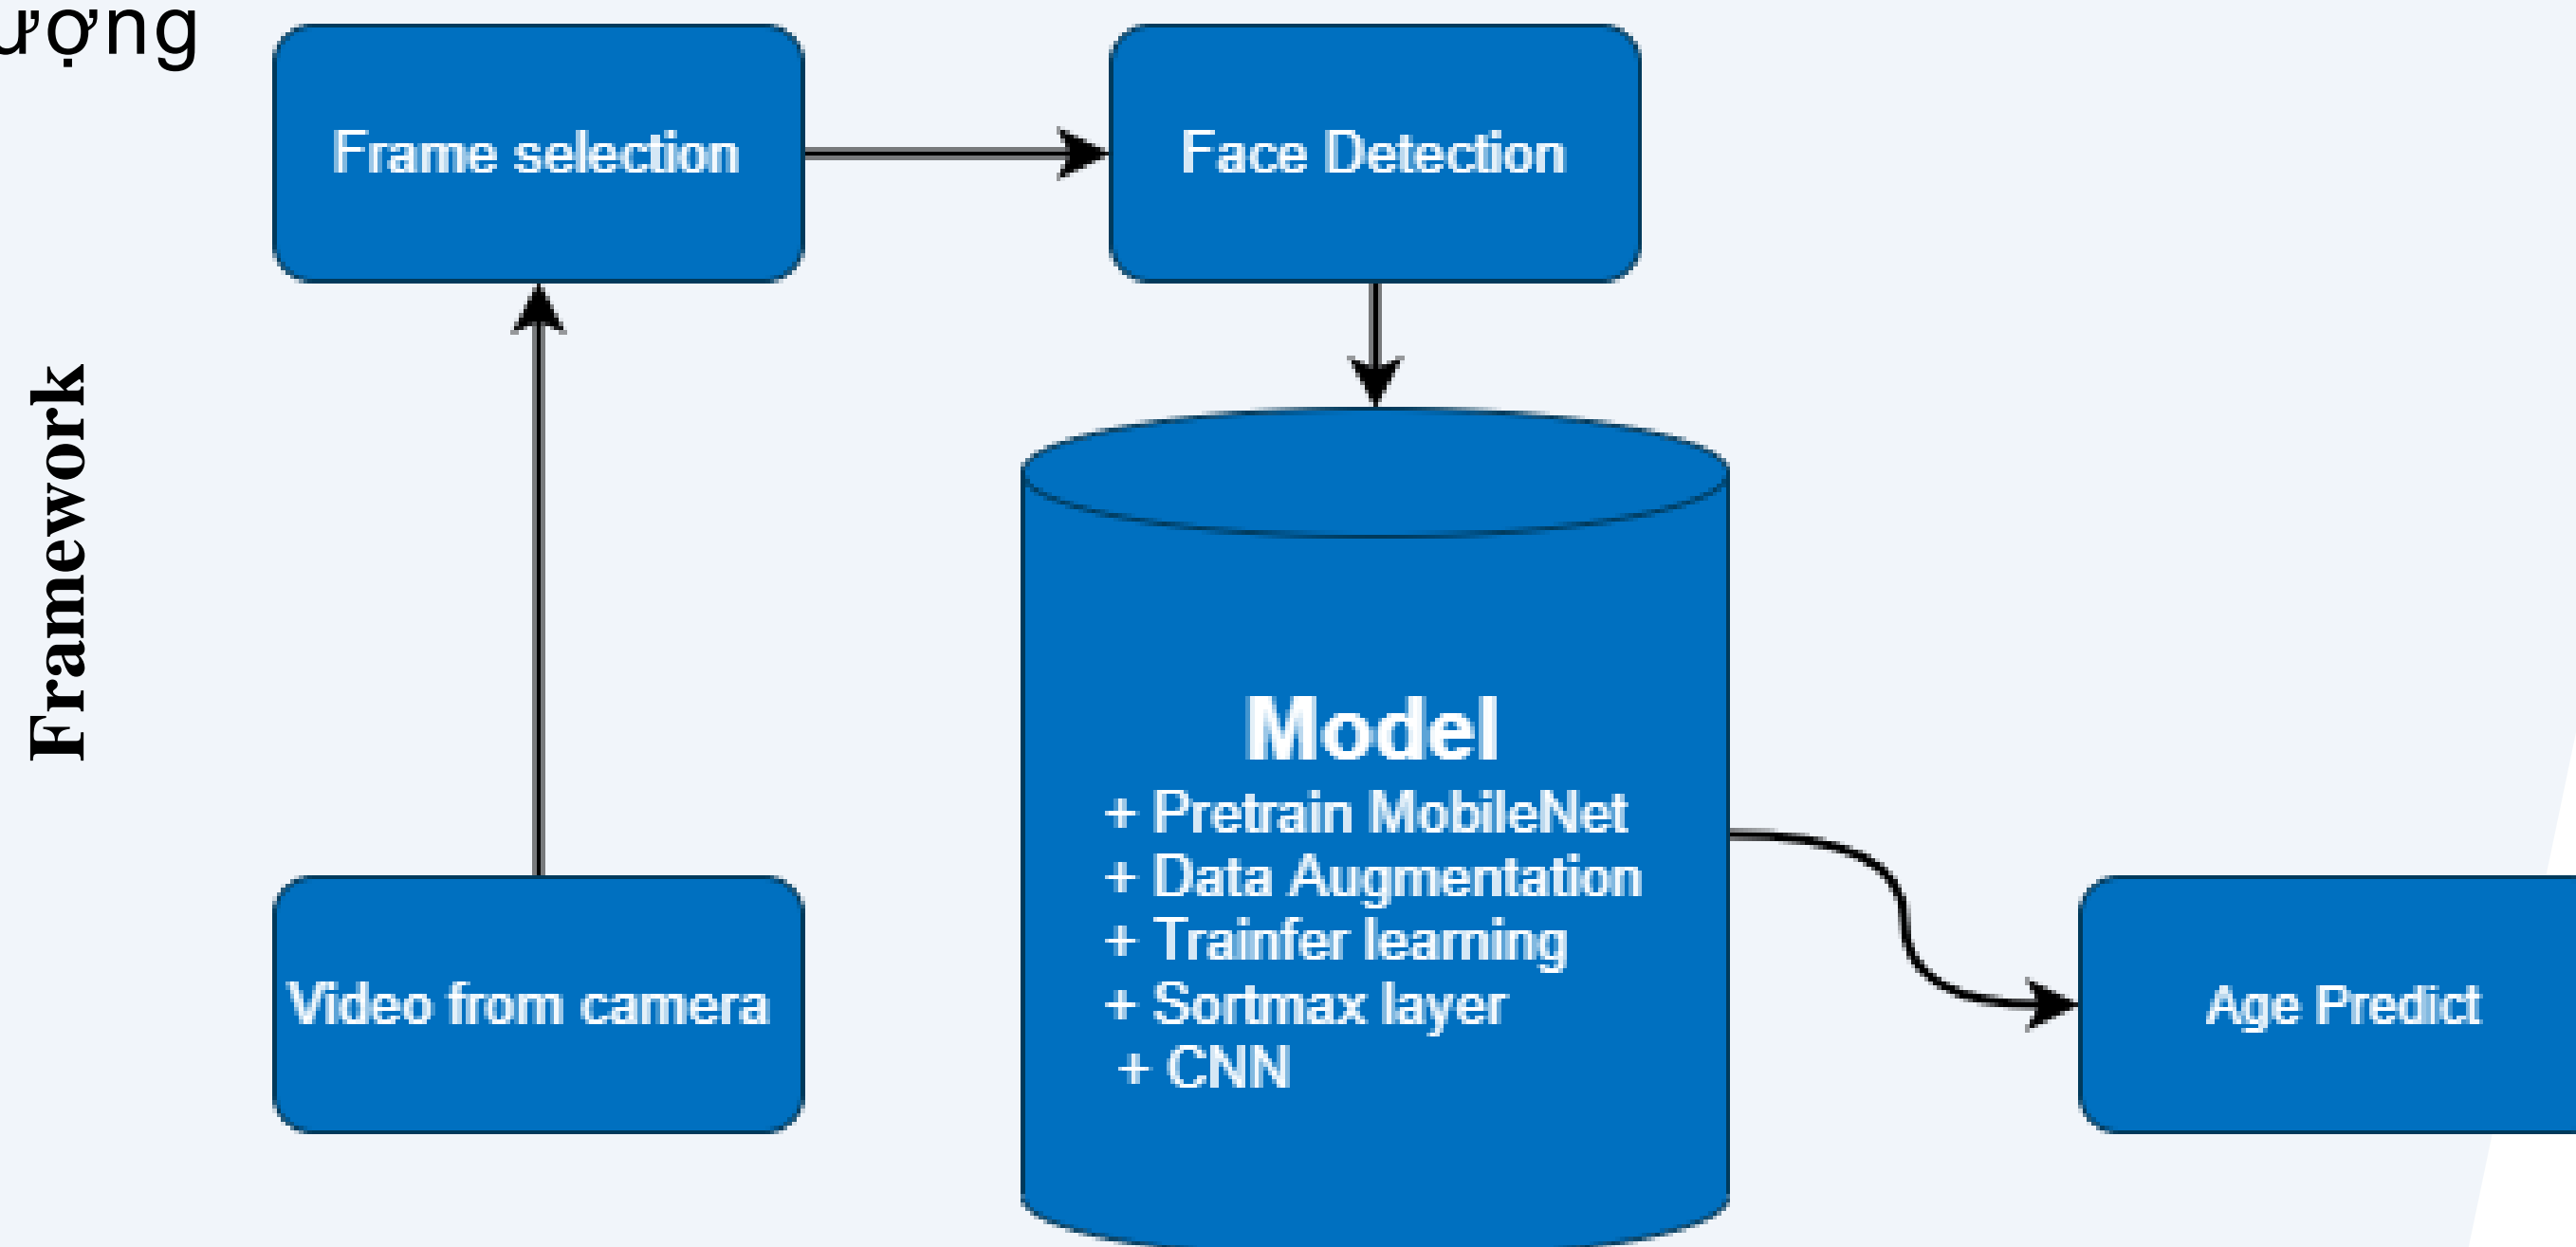 ượng
Frame selection
Face Detection
Framework
Model
+ Pretrain MobileNet
+ Data Augmentation
+ Trainfer learning
+ Sortmax layer
+ CNN
Video from camera
Age Predict